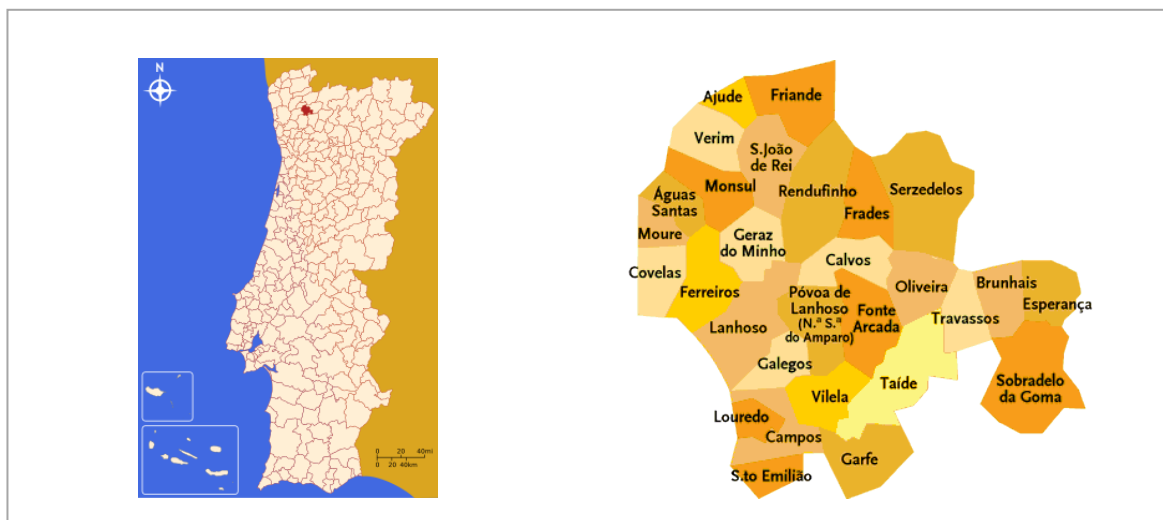 N
0 20 40mi
0 20 40km
Ajude
Friande
Verim
S.João
de Rei
Águas
Santas
Monsul
Rendufinho
Frades
Serzedelos
Moure
Geraz
do Minho
Covelas
Calvos
Ferreiros
Póvoa de
Lanhoso
(N.ª S.ª
do Amparo)
Oliveira
Brunhais
Esperança
Lanhoso
Fonte
Arcada
Travassos
Galegos
Taíde
Vilela
Sobradelo
da Goma
Louredo
Campos
Garfe
S.to Emilião